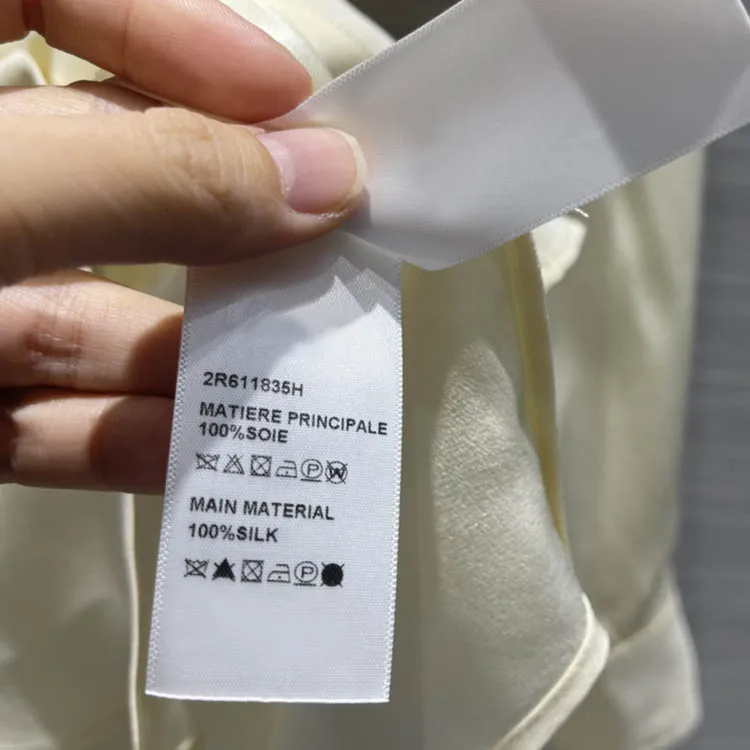 2R611835H
MATIERE PRINCIPALE
100%SOIE
P W
MAIN MATERIAL
100%SILK
P